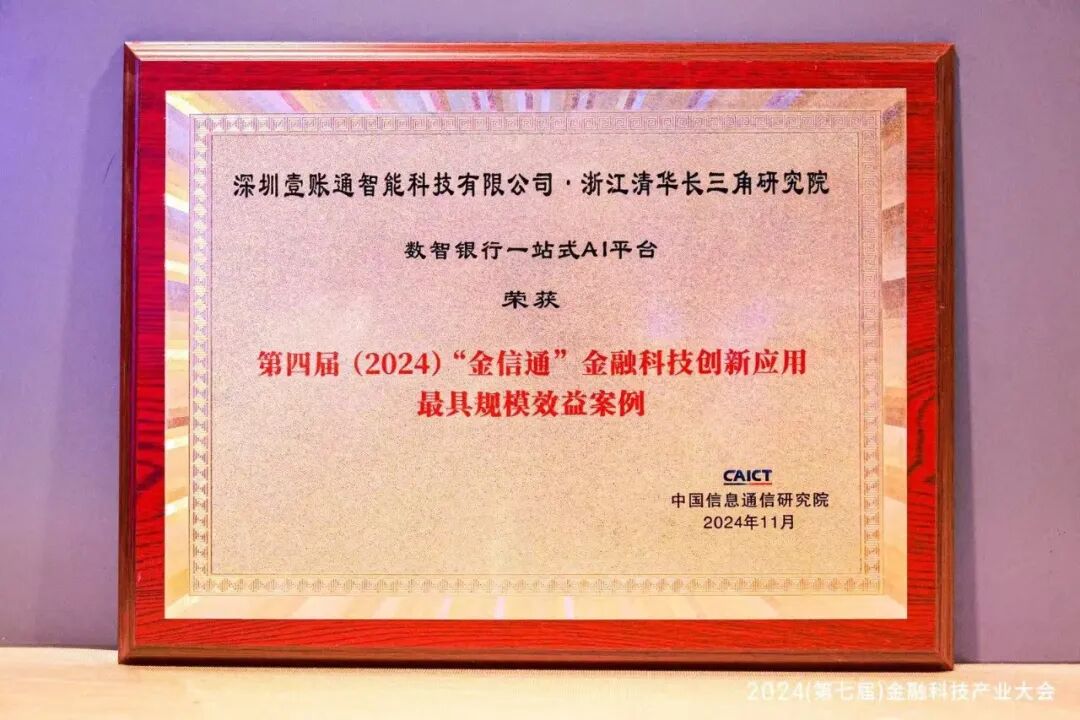 深圳壹账通智能科技有限公司·浙江清华长三角研究院
数智银行一站式AI平台
荣获
第四届（2024）“金信通”金融科技创新应用
最具规模效益案例
CAICT
中国信息通信研究院
2024年11月
2024(第七届)金融科技产业大会